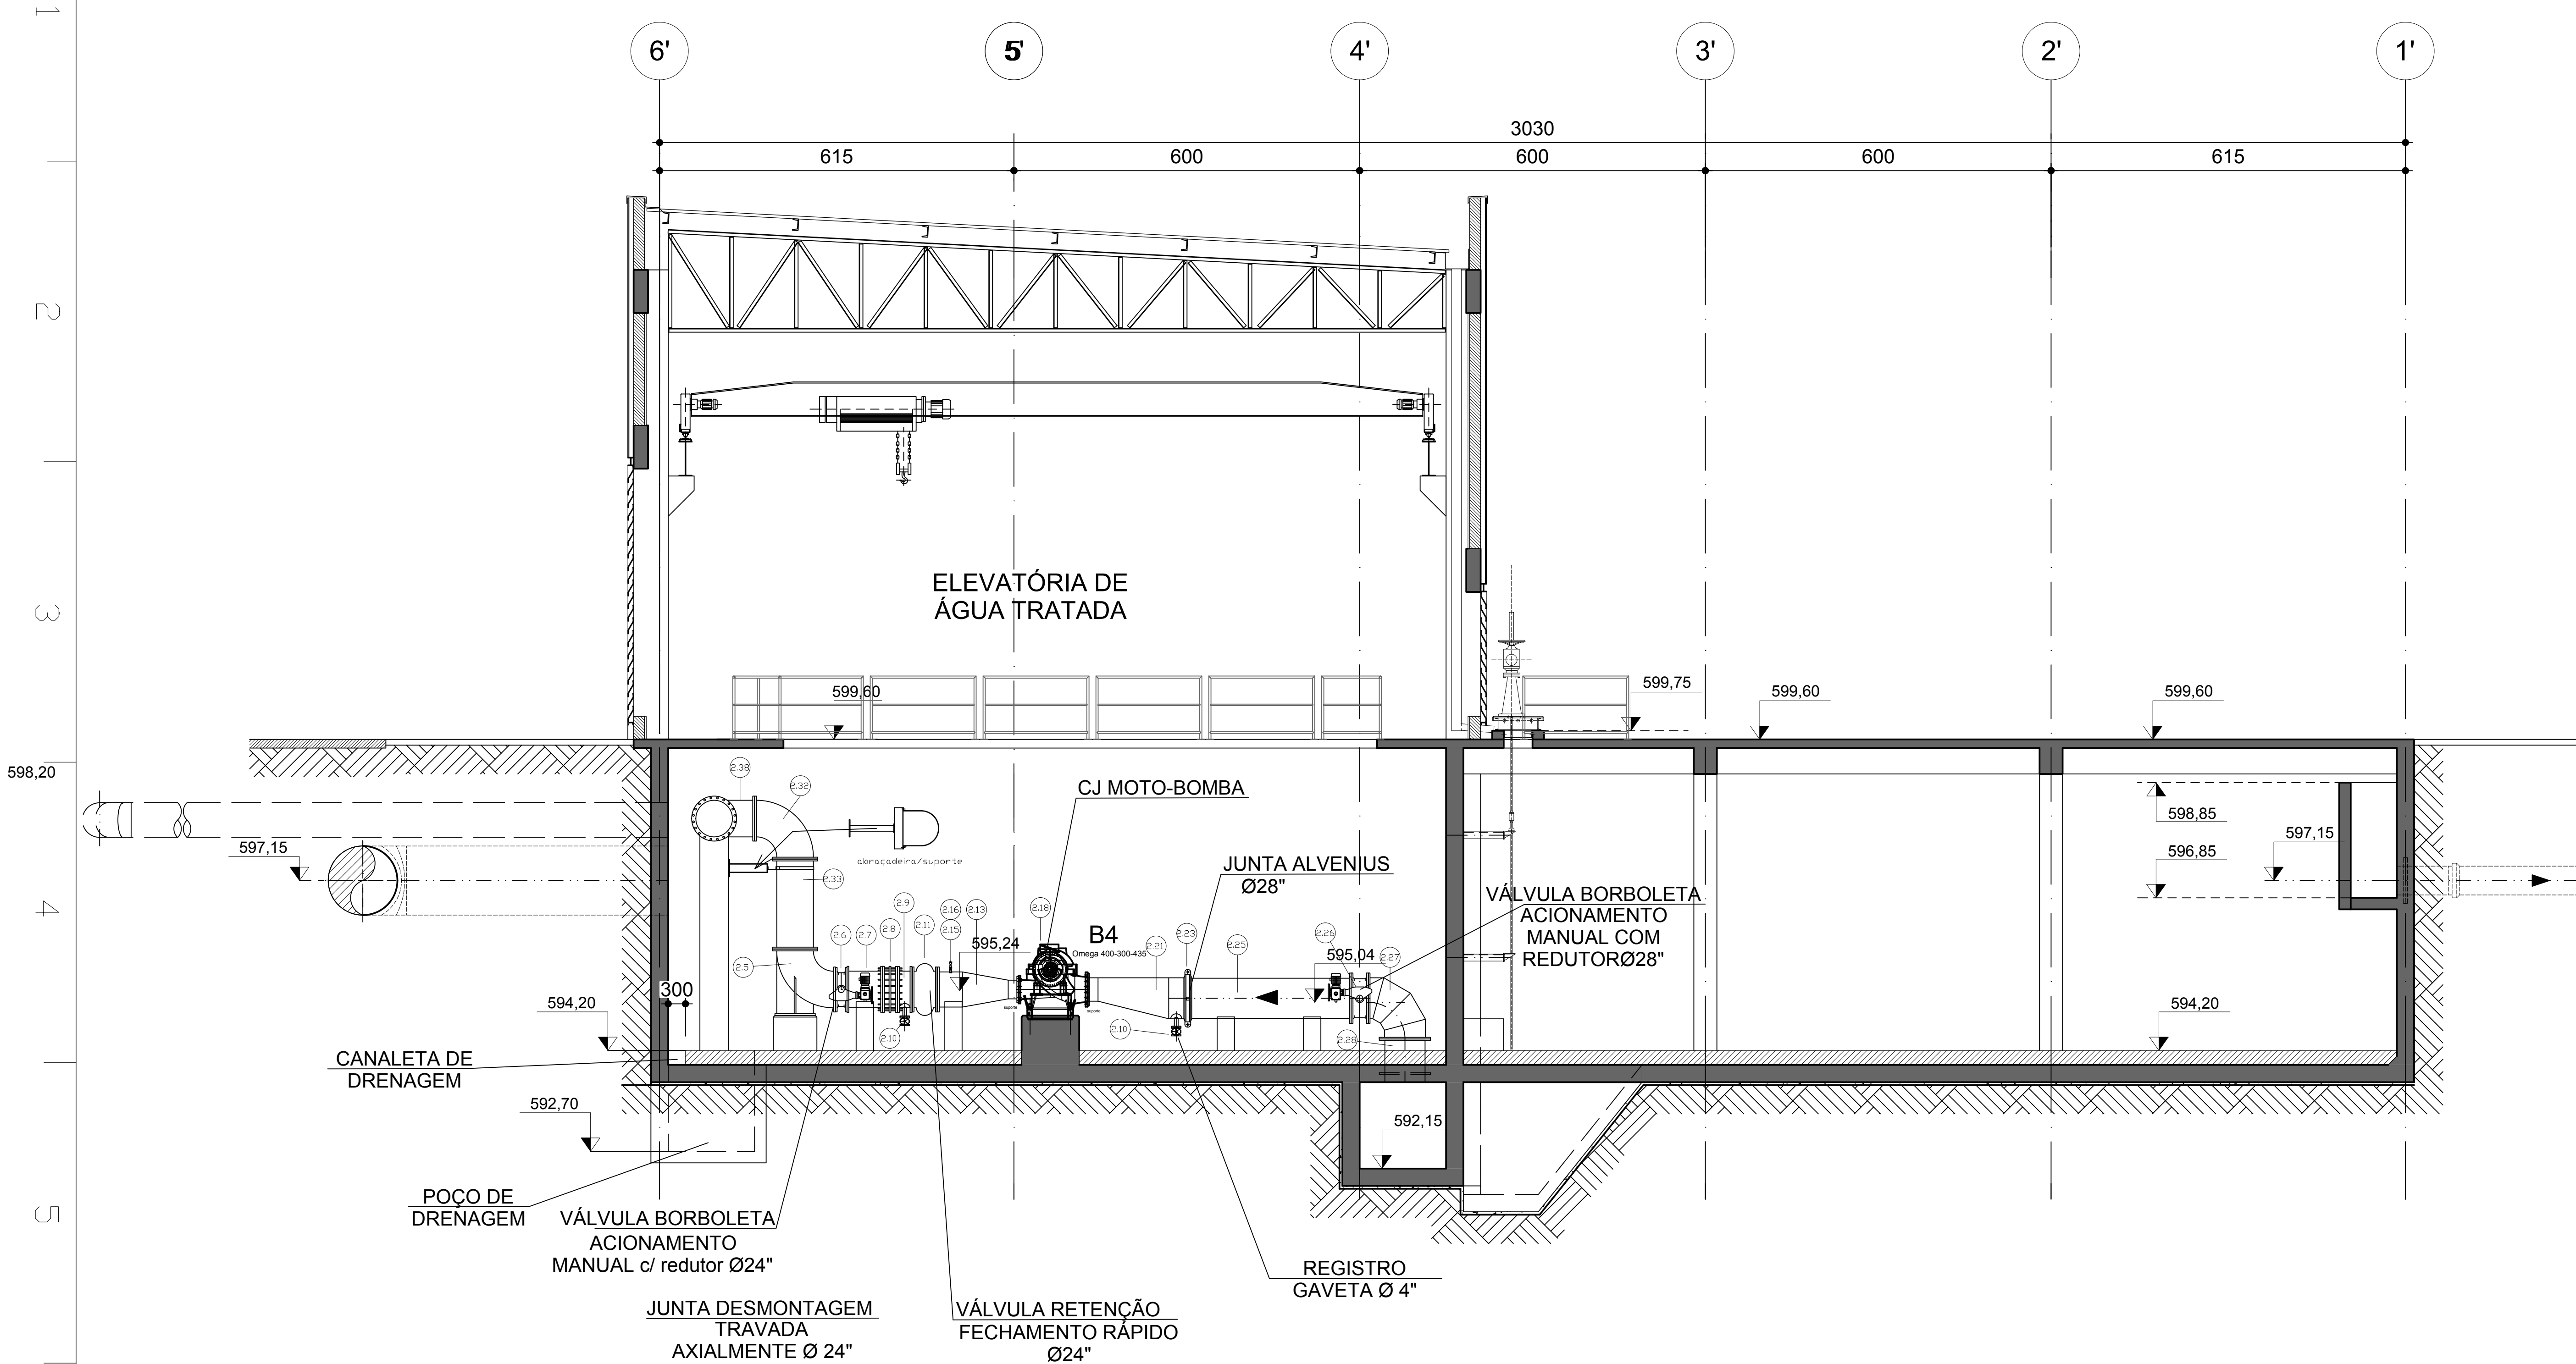 1
6'
5'
4'
3'
2'
1'
3030
615
600
600
600
615
2
3
ELEVATÓRIA DE
ÁGUA TRATADA
599,60
599,75
599,60
599,60
598,20
2.38
2.32
CJ MOTO-BOMBA
598,85
597,15
597,15
596,85
abraçadeira/suporte
JUNTA ALVENIUS
Ø28"
2.33
VÁLVULA BORBOLETA
ACIONAMENTO
MANUAL COM
REDUTORØ28"
4
2.9
2.16
2.13
2.18
2.6
2.7
2.8
2.11
2.15
595,24
B4
Omega 400-300-435
2.21
2.23
2.25
2.26
595,04
2.27
2.5
300
suporte
suporte
594,20
594,20
2.10
2.10
2.28
CANALETA DE
DRENAGEM
592,70
592,15
POÇO DE
DRENAGEM
5
VÁLVULA BORBOLETA
ACIONAMENTO
MANUAL c/ redutor Ø24"
REGISTRO
GAVETA Ø 4"
JUNTA DESMONTAGEM
TRAVADA
AXIALMENTE Ø 24"
VÁLVULA RETENÇÃO
FECHAMENTO RÁPIDO
Ø24"